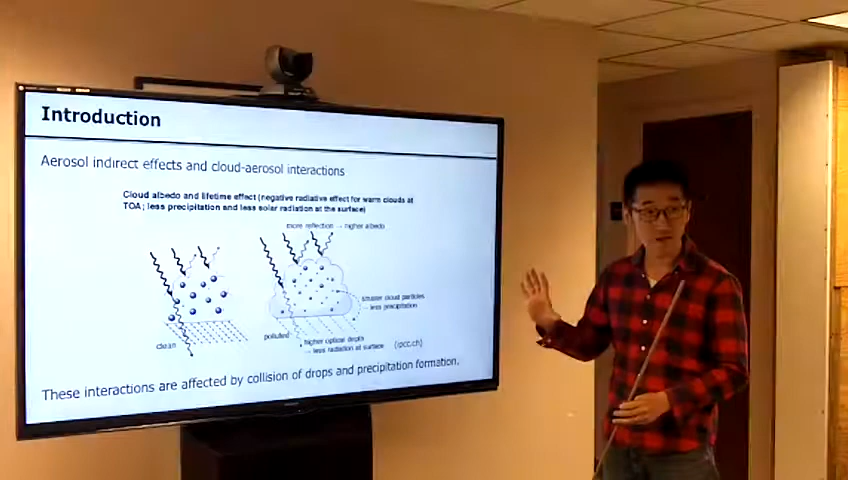 Introduction
Aerosol indirect effects and cloud-aerosol interactions
Cloud albedo and lifetime effect (negative radiative effect for warm clouds at
TOA; less precipitation and less solar radiation at the surface)
more reflection → higher albedo
smaller cloud particles
→ less precipitation
clean
polluted
higher optical depth
→ less radiation at surface
(ipcc.ch)
These interactions are affected by collision of drops and precipitation formation.